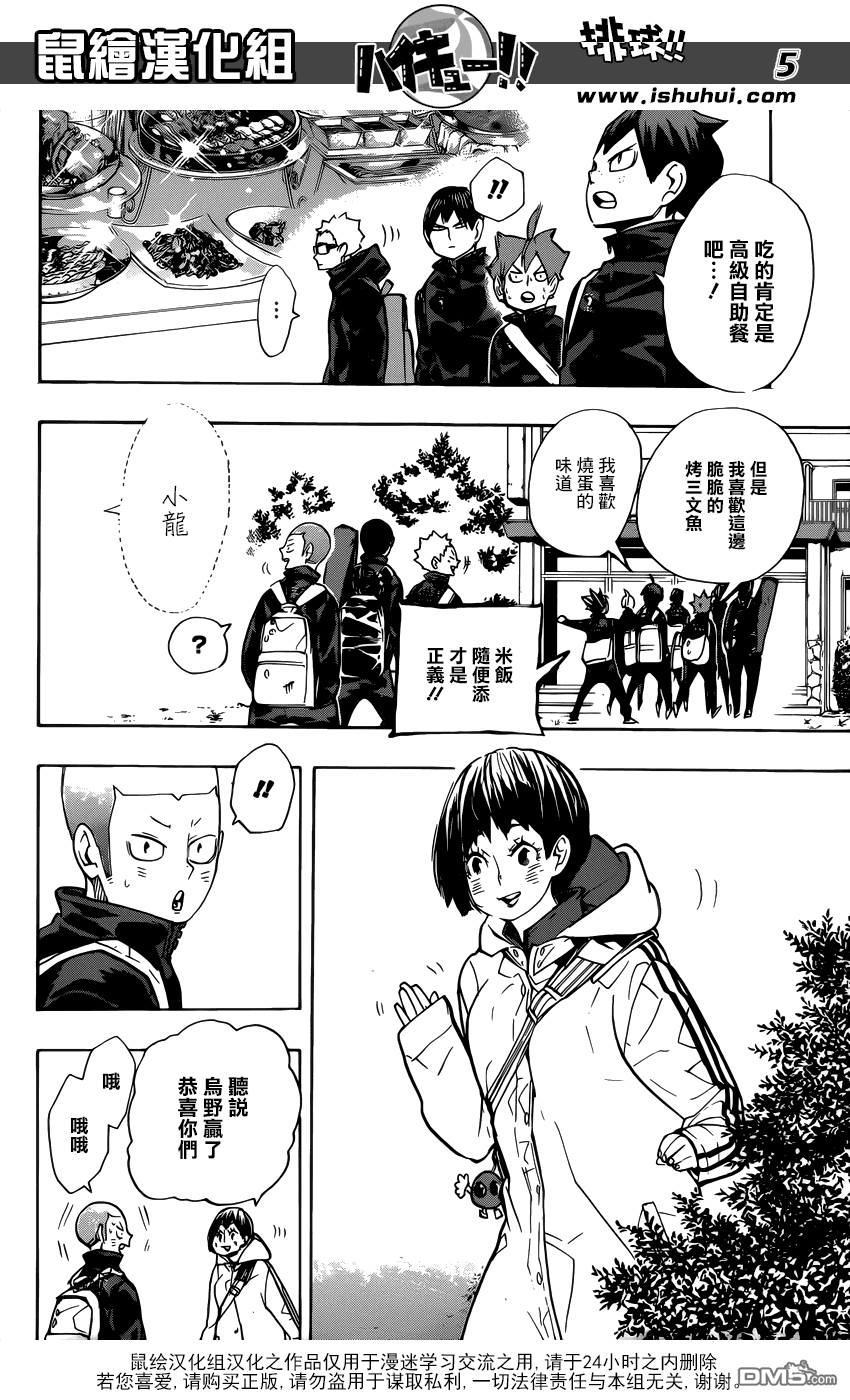 鼠繪漢化組
ハイキュー!!
排球!!
5
www.ishuhui.com
吃的肯定是
高級自助餐
吧…!
!!
…
但是
我喜歡這邊
脆脆的
烤三文魚
我喜歡
燒蛋的
味道
米飯
隨便添
才是
正義!!
小龍
?
!!
聽說
烏野贏了
恭喜你們
哦
哦哦
鼠绘汉化组汉化之作品仅用于漫迷学习交流之用,请于24小时之内删除
若您喜爱,请购买正版,请勿盗用于谋取私利,一切法律责任与本组无关,谢谢。
DM5.com